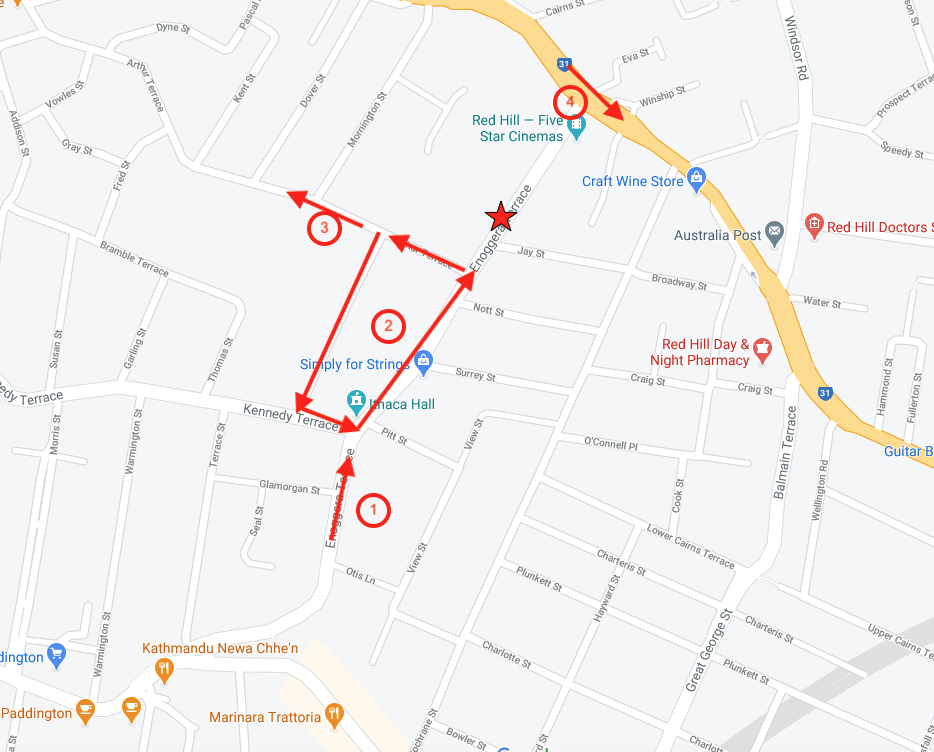 Cairns St
Pascal
Dyne St
Windsor Rd
31
Eva St
Arthur Terrace
Vowles St
Kent St
Dover St
Mornington St
Winship St
Prospect Terrac
4
Red Hill — Five
Star Cinemas
Addison St
Gray St
Fred St
Speedy St
Craft Wine Store
3
Enoggera Terrace
Australia Post
Red Hill Doctors S
Terrace
Jay St
Bramble Terrace
Broadway St
Water St
Nott St
2
Susan St
Garling St
Thomas St
Simply for Strings
Red Hill Day &
Night Pharmacy
Surrey St
Craig St
Craig St
31
Hammond St
Fullerton St
edy Terrace
Kennedy Terrace
Ithaca Hall
Pitt St
View St
O'Connell Pl
Morris St
Warmington St
Terrace St
Balmain Terrace
Guitar B
Glamorgan St
Enoggera Terrace
1
Cook St
Wellington Rd
Seal St
Lower Cairns Terrace
Otis Ln
View St
Charteris St
Plunkett St
Hayward St
Warmington St
Great George St
Charteris St
Upper Cairns Te
dington
Kathmandu Newa Chhe'n
Charlotte St
Plunkett St
Paddington
Marinara Trattoria
ochrane St
Bowler St
rd St
Charlott